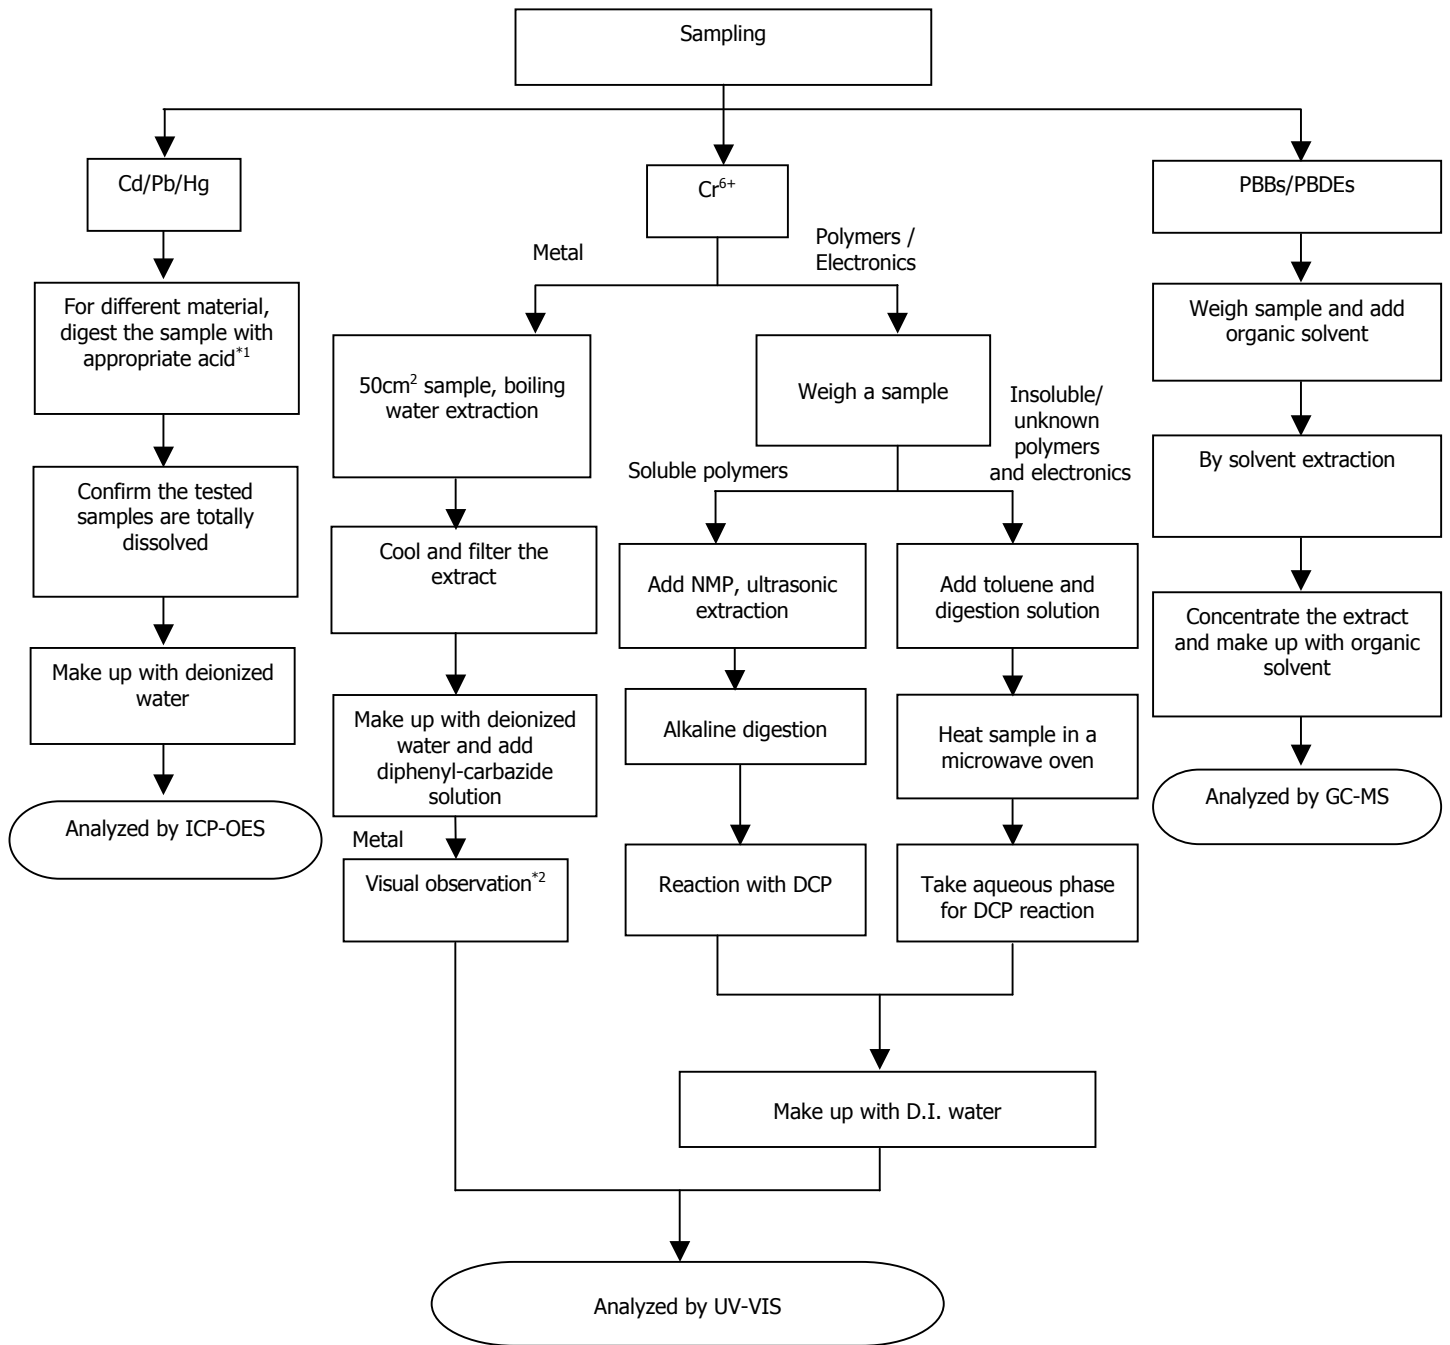 Sampling
Cd/Pb/Hg
Cr6+
PBBs/PBDEs
Metal
Polymers /
Electronics
For different material,
digest the sample with
appropriate acid*1
50cm2 sample, boiling
water extraction
Weigh a sample
Weigh sample and add
organic solvent
Insoluble/
unknown
polymers
and electronics
Soluble polymers
Confirm the tested
samples are totally
dissolved
Cool and filter the
extract
Add NMP, ultrasonic
extraction
Add toluene and
digestion solution
By solvent extraction
Make up with deionized
water
Make up with deionized
water and add
diphenyl-carbazide
solution
Alkaline digestion
Heat sample in a
microwave oven
Concentrate the extract
and make up with organic
solvent
Analyzed by ICP-OES
Metal
Visual observation*2
Reaction with DCP
Take aqueous phase
for DCP reaction
Analyzed by GC-MS
Make up with D.I. water
Analyzed by UV-VIS